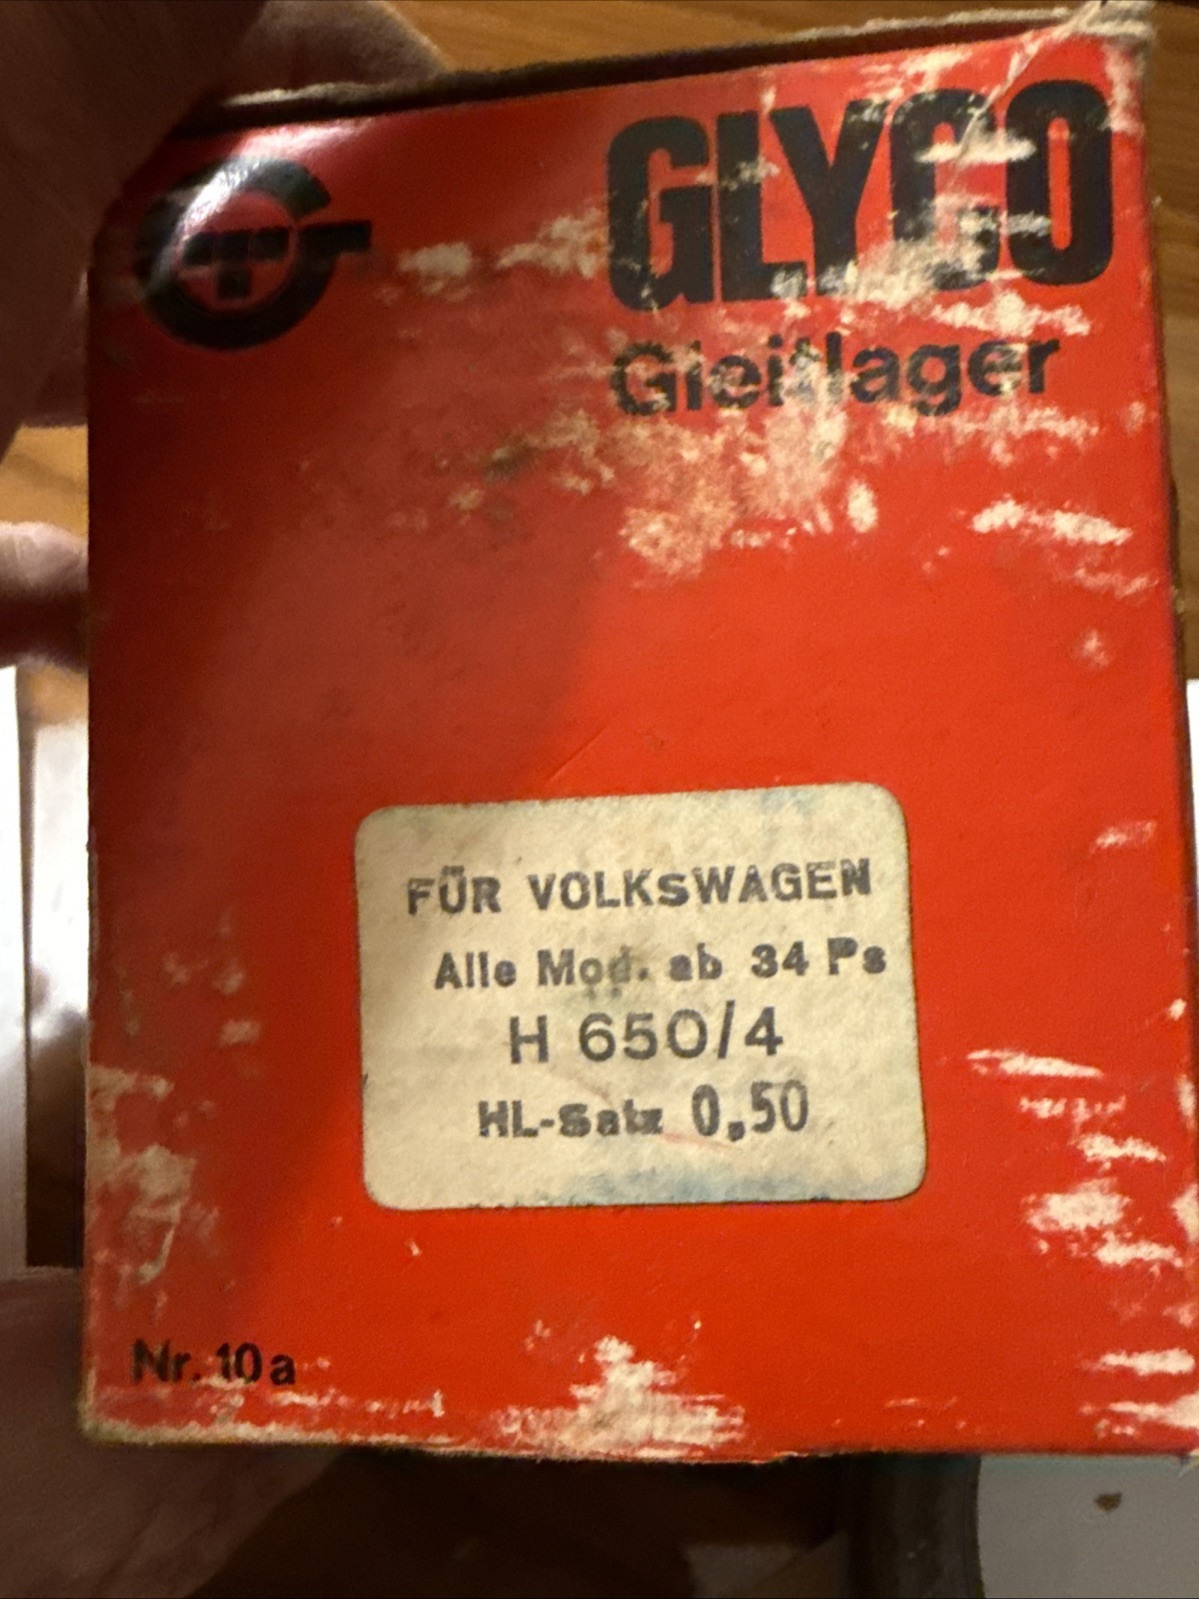 GLYCO
Gleitlager
FÜR VOLKSWAGEN
Alle Mod. ab 34 Ps
H 650/4
HL-Satz 0,50
Nr. 10a